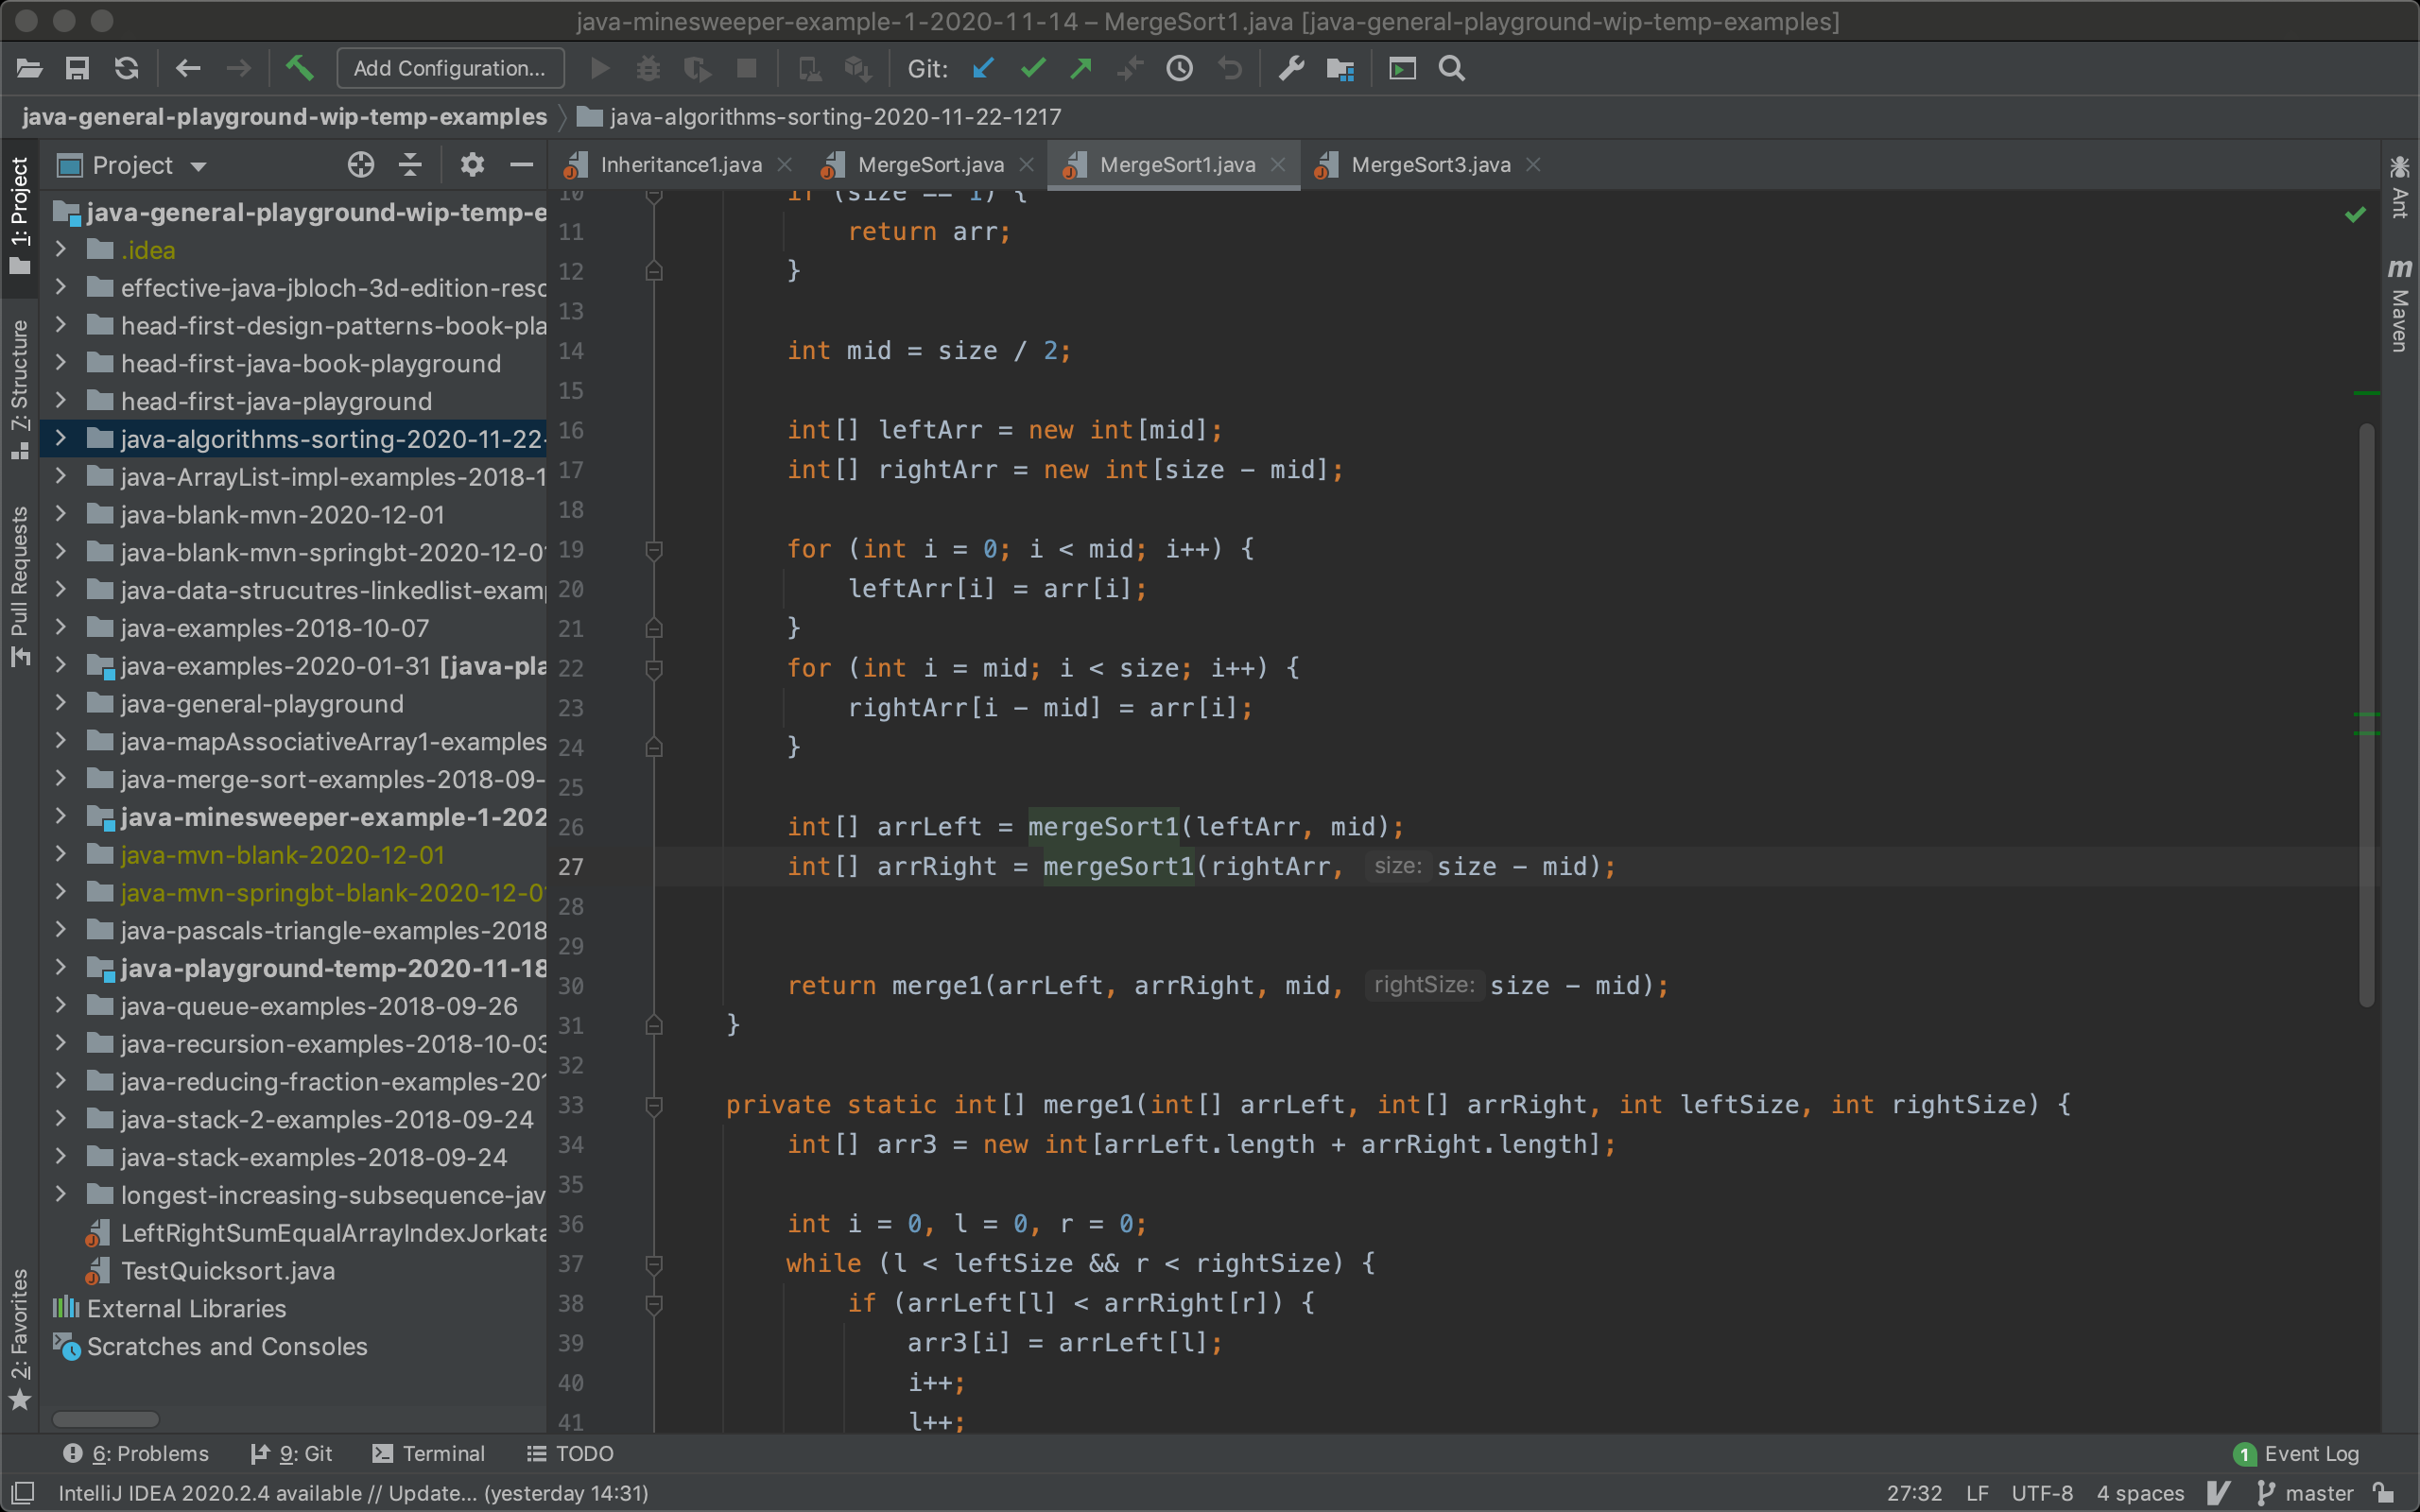 java-minesweeper-example-1-2020-11-14 – MergeSort1.java [java-general-playground-wip-temp-examples]
Add Configuration...
Git:
java-general-playground-wip-temp-examples
java-algorithms-sorting-2020-11-22-1217
Project
Inheritance1.java
MergeSort.java
MergeSort1.java
MergeSort3.java
1: Project
Z: Structure
Pull Requests
2: Favorites
java-general-playground-wip-temp-e
.idea
effective-java-jbloch-3d-edition-resc
head-first-design-patterns-book-pla
head-first-java-book-playground
head-first-java-playground
java-algorithms-sorting-2020-11-22-
java-ArrayList-impl-examples-2018-1
java-blank-mvn-2020-12-01
java-blank-mvn-springbt-2020-12-0
java-data-strucutres-linkedlist-exam
java-examples-2018-10-07
java-examples-2020-01-31 [java-pla
java-general-playground
java-mapAssociativeArray1-examples
java-merge-sort-examples-2018-09-
java-minesweeper-example-1-202
java-mvn-blank-2020-12-01
java-mvn-springbt-blank-2020-12-0
java-pascals-triangle-examples-2018
java-playground-temp-2020-11-18
java-queue-examples-2018-09-26
java-recursion-examples-2018-10-03
java-reducing-fraction-examples-201
java-stack-2-examples-2018-09-24
java-stack-examples-2018-09-24
longest-increasing-subsequence-jav
LeftRightSumEqualArrayIndexJorkata
TestQuicksort.java
External Libraries
Scratches and Consoles
10 if (size == 1) {
11 return arr;
12 }
13
14 int mid = size / 2;
15
16 int[] leftArr = new int[mid];
17 int[] rightArr = new int[size - mid];
18
19 for (int i = 0; i < mid; i++) {
20 leftArr[i] = arr[i];
21 }
22 for (int i = mid; i < size; i++) {
23 rightArr[i - mid] = arr[i];
24 }
25
26 int[] arrLeft = mergeSort1(leftArr, mid);
27 int[] arrRight = mergeSort1(rightArr, size: size - mid);
28
29
30 return merge1(arrLeft, arrRight, mid, rightSize: size - mid);
31 }
32
33 private static int[] merge1(int[] arrLeft, int[] arrRight, int leftSize, int rightSize) {
34 int[] arr3 = new int[arrLeft.length + arrRight.length];
35
36 int i = 0, l = 0, r = 0;
37 while (l < leftSize && r < rightSize) {
38 if (arrLeft[l] < arrRight[r]) {
39 arr3[i] = arrLeft[l];
40 i++;
41 l++;
Ant
m Maven
6: Problems
9: Git
Terminal
TODO
1 Event Log
IntelliJ IDEA 2020.2.4 available // Update... (yesterday 14:31)
27:32 LF UTF-8 4 spaces master